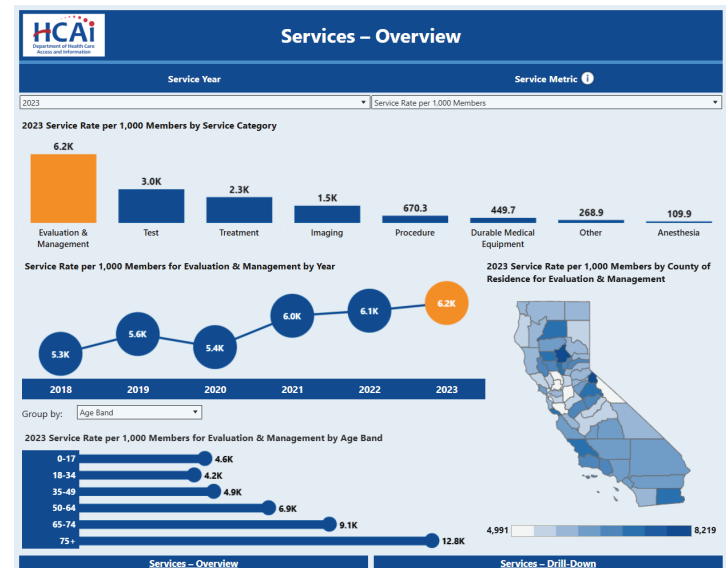 HCAi
Department of Health Care
Access and Information
Services – Overview
Service Year
Service Metric i
2023
Service Rate per 1,000 Members
2023 Service Rate per 1,000 Members by Service Category
6.2K
3.0K
2.3K
1.5K
670.3
449.7
268.9
109.9
Evaluation &
Management
Test
Treatment
Imaging
Procedure
Durable Medical
Equipment
Other
Anesthesia
Service Rate per 1,000 Members for Evaluation & Management by Year
5.3K
5.6K
5.4K
6.0K
6.1K
6.2K
2018
2019
2020
2021
2022
2023
2023 Service Rate per 1,000 Members by County of
Residence for Evaluation & Management
4,991
8,219
Group by:
Age Band
2023 Service Rate per 1,000 Members for Evaluation & Management by Age Band
0-17
4.6K
18-34
4.2K
35-49
4.9K
50-64
6.9K
65-74
9.1K
75+
12.8K
Services – Overview
Services – Drill-Down